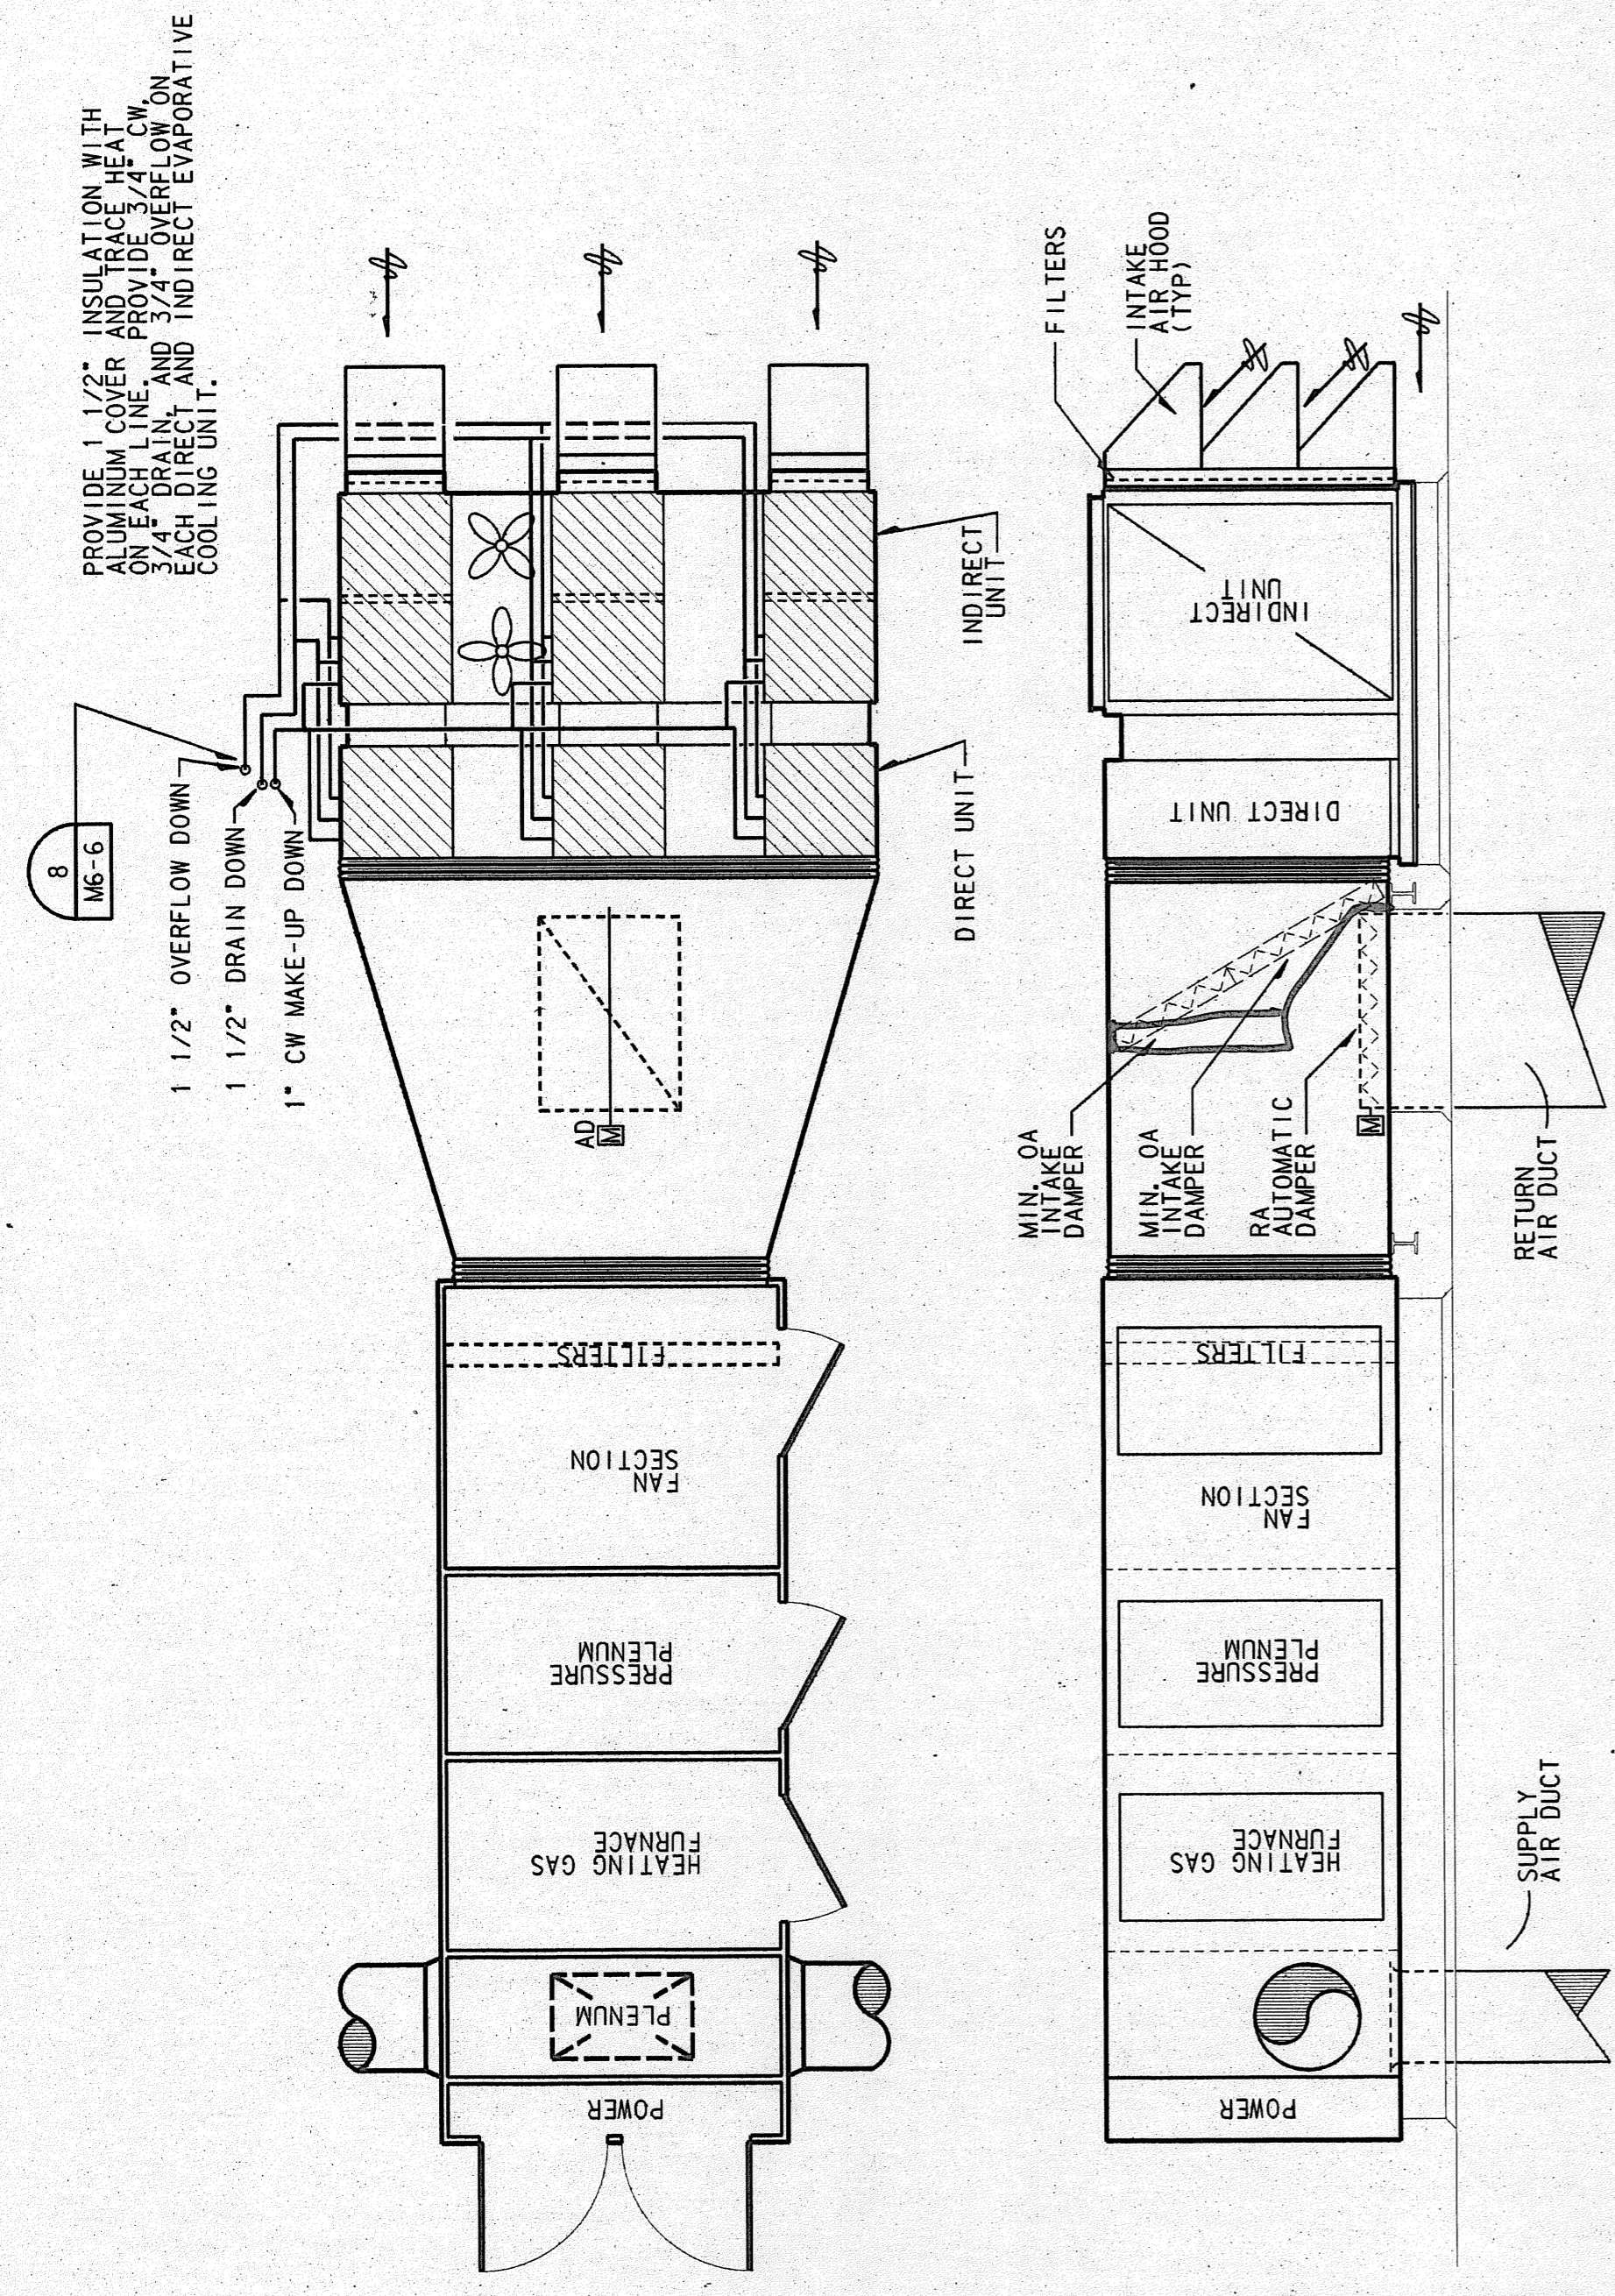 PROVIDE 1 1/2" INSULATION WITH
ALUMINUM COVER AND TRACE HEAT
ON EACH LINE. PROVIDE 3/4" CW,
3/4" DRAIN, AND 3/4" OVERFLOW ON
EACH DIRECT AND INDIRECT EVAPORATIVE
COOLING UNIT.
8
M6-6
1 1/2" OVERFLOW DOWN
1 1/2" DRAIN DOWN
1" CW MAKE-UP DOWN
INDIRECT
UNIT
DIRECT UNIT
AD
M
FILTERS
FAN
SECTION
PRESSURE
PLENUM
HEATING GAS
FURNACE
PLENUM
POWER
FILTERS
INTAKE
AIR HOOD
(TYP)
INDIRECT
UNIT
DIRECT UNIT
MIN. OA
INTAKE
DAMPER
MIN. OA
INTAKE
DAMPER
RA
AUTOMATIC
DAMPER
M
RETURN
AIR DUCT
FILTERS
FAN
SECTION
PRESSURE
PLENUM
HEATING GAS
FURNACE
SUPPLY
AIR DUCT
POWER